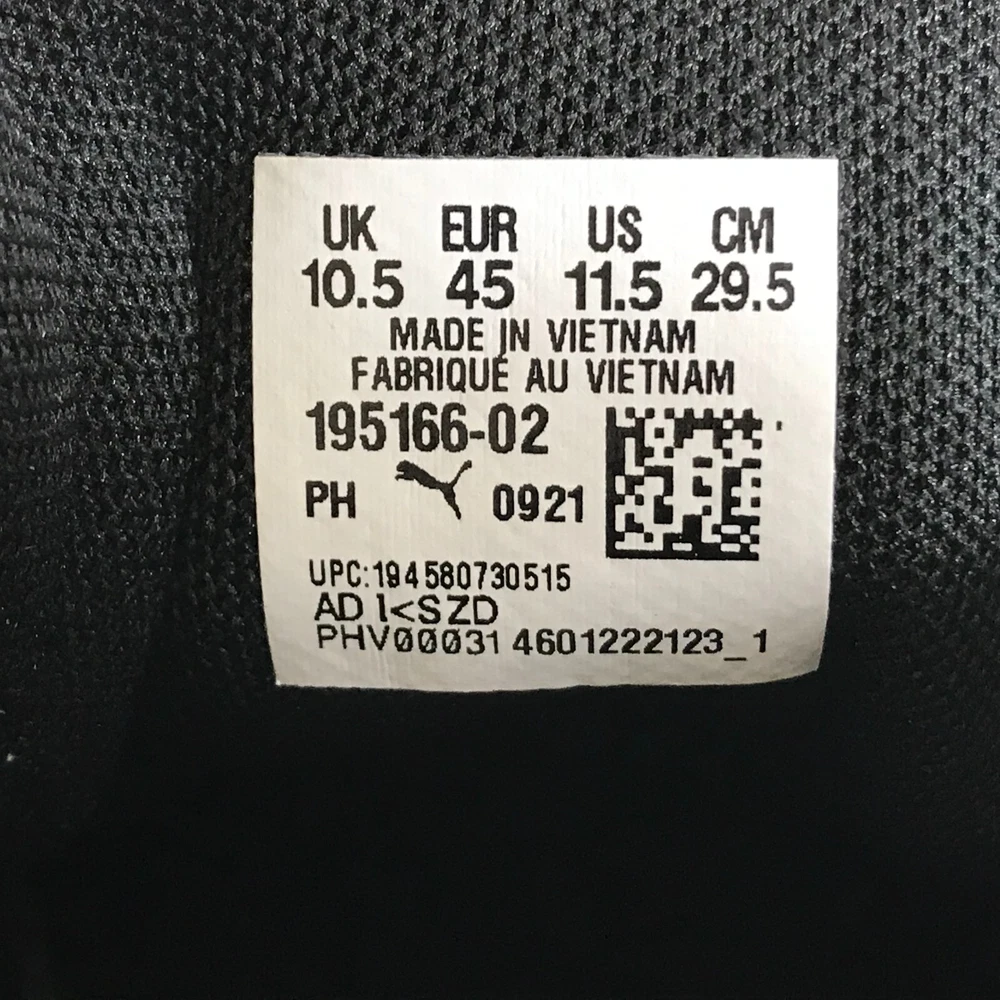 UK EUR US CM
10.5 45 11.5 29.5
MADE IN VIETNAM
FABRIQUÉ AU VIETNAM
195166-02
PH 0921
UPC:194580730515
AD I<SZD
PHV00031 4601222123_1